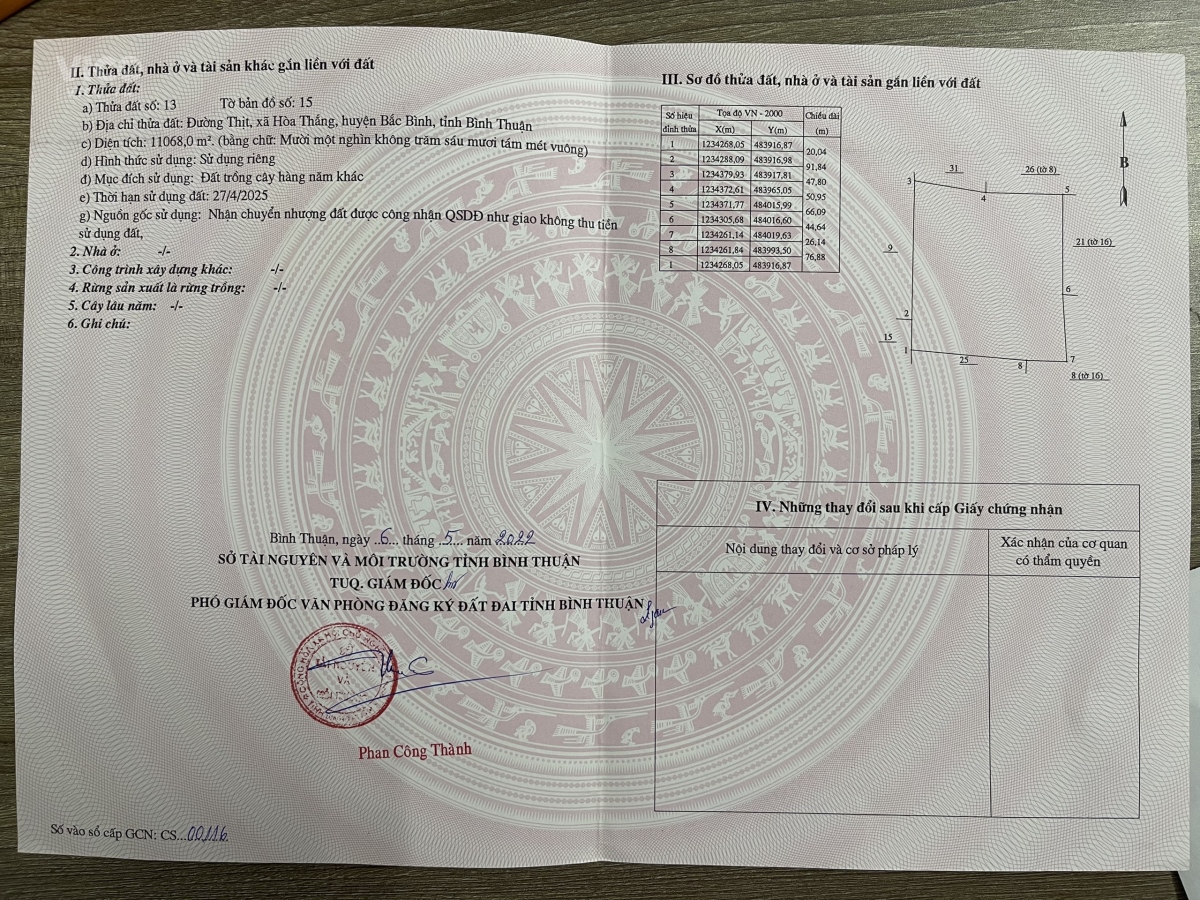 II. Thửa đất, nhà ở và tài sản khác gắn liền với đất
1. Thửa đất:
a) Thửa đất số: 13 Tờ bản đồ số: 15
b) Địa chỉ thửa đất: Đường Thịt, xã Hòa Thắng, huyện Bắc Bình, tỉnh Bình Thuận
c) Diện tích: 11068,0 m². (bằng chữ: Mười một nghìn không trăm sáu mươi tám mét vuông)
d) Hình thức sử dụng: Sử dụng riêng
đ) Mục đích sử dụng: Đất trồng cây hàng năm khác
e) Thời hạn sử dụng đất: 27/4/2025
g) Nguồn gốc sử dụng: Nhận chuyển nhượng đất được công nhận QSDĐ như giao không thu tiền
sử dụng đất,
2. Nhà ở: -/-
3. Công trình xây dựng khác: -/-
4. Rừng sản xuất là rừng trồng: -/-
5. Cây lâu năm: -/-
6. Ghi chú:
Bình Thuận, ngày ..6... tháng .5... năm 2022
SỞ TÀI NGUYÊN VÀ MÔI TRƯỜNG TỈNH BÌNH THUẬN
TUQ. GIÁM ĐỐC
PHÓ GIÁM ĐỐC VĂN PHÒNG ĐĂNG KÝ ĐẤT ĐAI TỈNH BÌNH THUẬN
Phan Công Thành
Số vào sổ cấp GCN: CS...00116
III. Sơ đồ thửa đất, nhà ở và tài sản gắn liền với đất
Số hiệu đỉnh thửa Tọa độ VN - 2000 Chiều dài (m)
X(m) Y(m)
1 1234268,05 483916,87
20,04
2 1234288,09 483916,98
91,84
3 1234379,93 483917,81
47,80
4 1234372,61 483965,05
50,95
5 1234371,77 484015,99
66,09
6 1234305,68 484016,60
44,64
7 1234261,14 484019,63
26,14
8 1234261,84 483993,50
76,88
1 1234268,05 483916,87
B
31
26 (tờ 8)
3
4
5
9
21 (tờ 16)
6
2
15
1
25
8
7
8 (tờ 16)
IV. Những thay đổi sau khi cấp Giấy chứng nhận
Nội dung thay đổi và cơ sở pháp lý
Xác nhận của cơ quan
có thẩm quyền